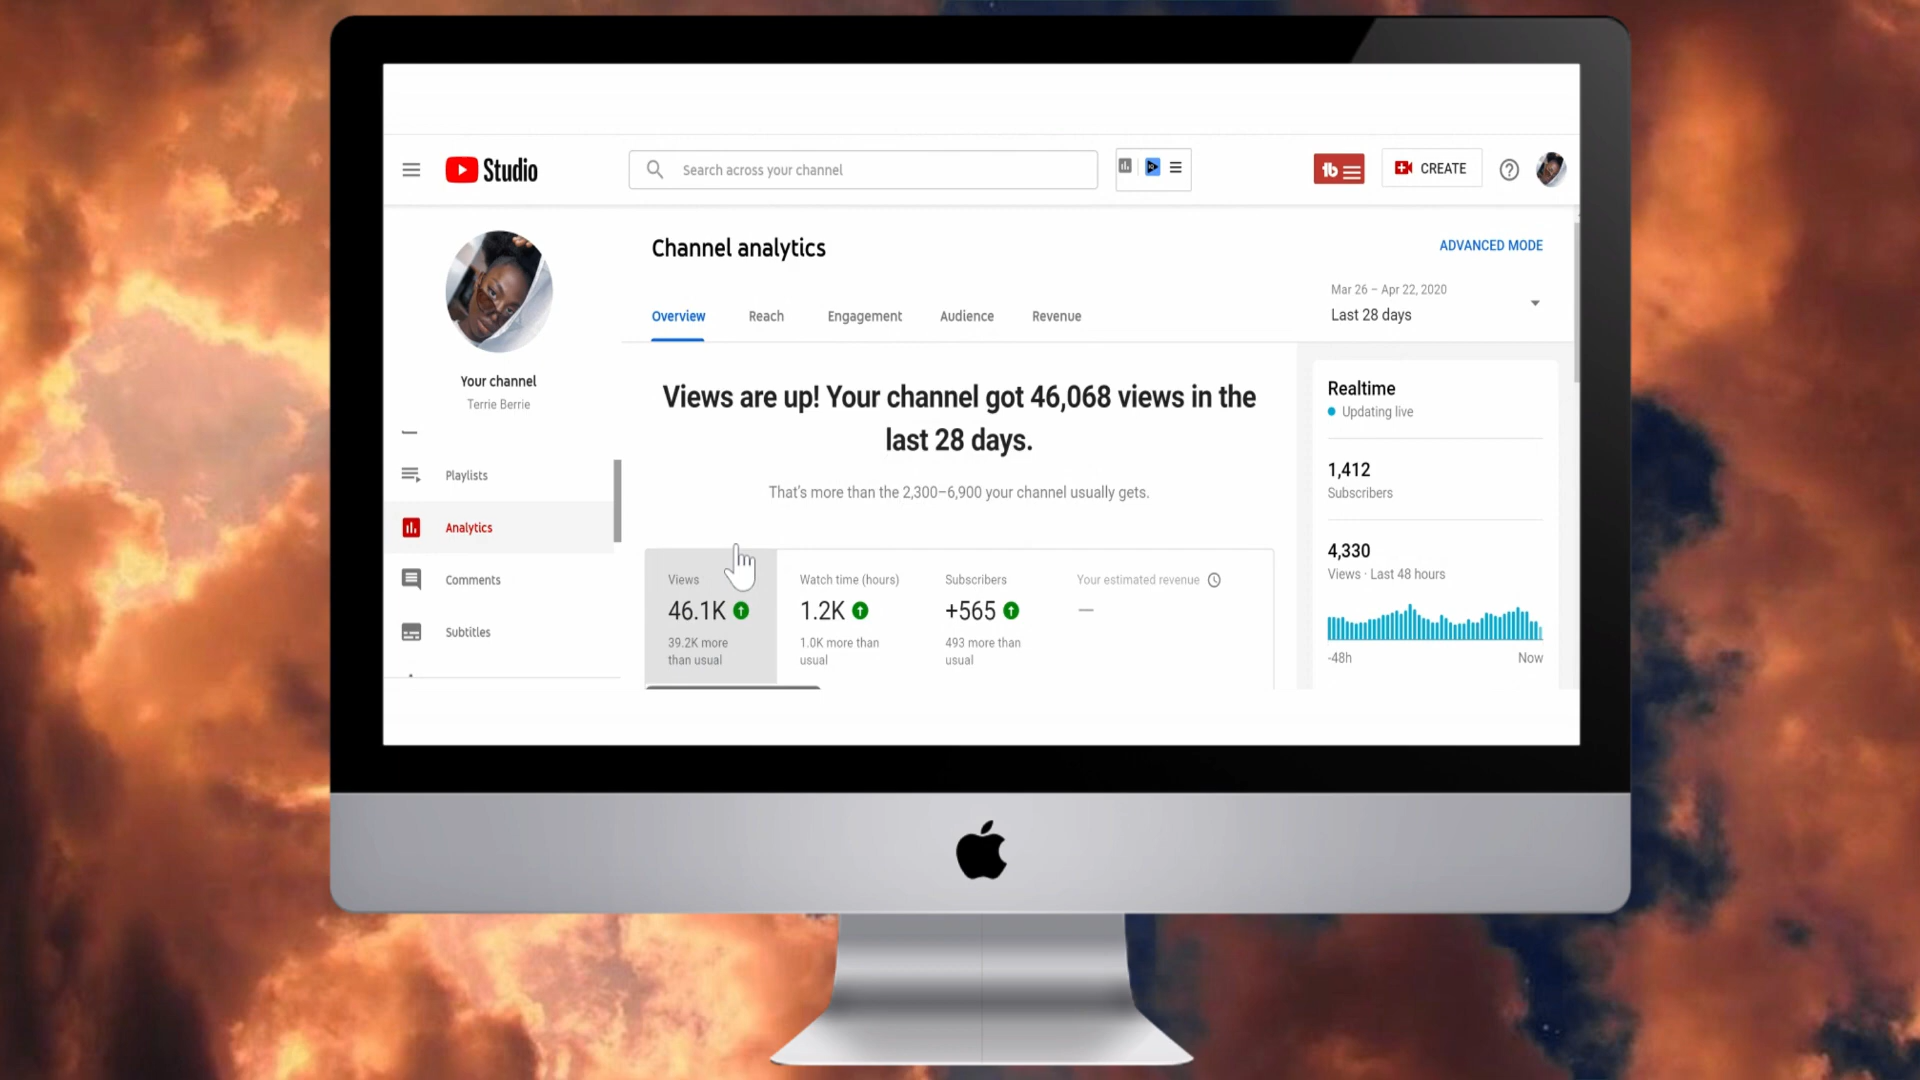 Studio
Search across your channel
CREATE
Your channel
Terrie Berrie
Playlists
Analytics
Comments
Subtitles
Channel analytics
ADVANCED MODE
Overview
Reach
Engagement
Audience
Revenue
Mar 26 – Apr 22, 2020
Last 28 days
Views are up! Your channel got 46,068 views in the
last 28 days.
That's more than the 2,300–6,900 your channel usually gets.
Views
46.1K
39.2K more
than usual
Watch time (hours)
1.2K
1.0K more than
usual
Subscribers
+565
493 more than
usual
Your estimated revenue
—
Realtime
Updating live
1,412
Subscribers
4,330
Views · Last 48 hours
-48h
Now